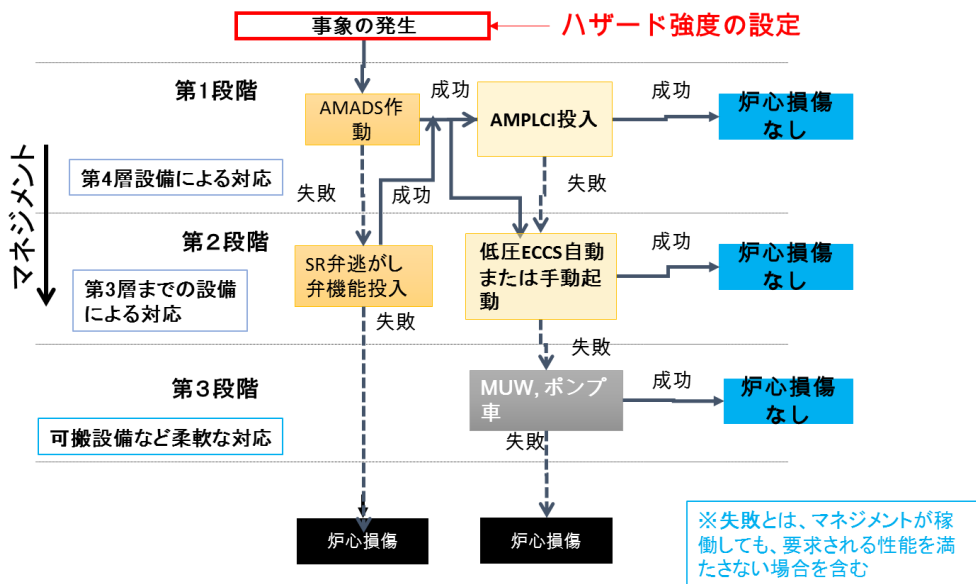 事象の発生
ハザード強度の設定
第1段階
AMADS作
動
成功
AMPLCI投入
成功
炉心損傷
なし
マネジメント
第4層設備による対応
失敗
成功
失敗
第２段階
SR弁逃がし
弁機能投入
低圧ECCS自動
または手動起
動
成功
炉心損傷
なし
第3層までの設備
による対応
失敗
失敗
第３段階
MUW,ポンプ
車
成功
炉心損傷
なし
可搬設備など柔軟な対応
失敗
炉心損傷
炉心損傷
※失敗とは、マネジメントが稼
働しても、要求される性能を満
たさない場合を含む